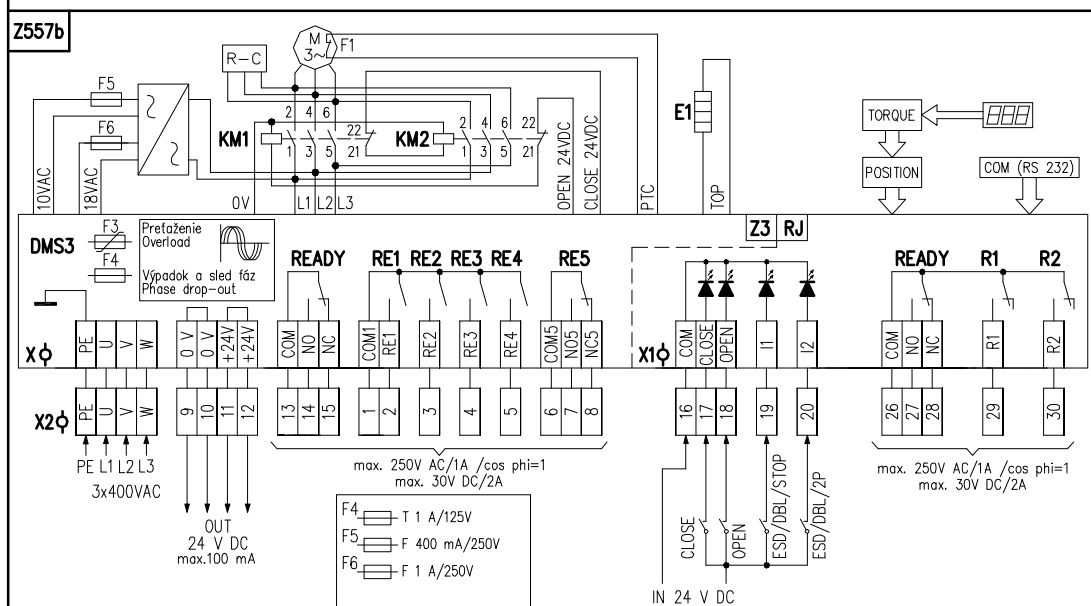 Z557b
M
3~
F1
R-C
F5
F6
2 4 6
22
KM1
1 3 5 21
KM2
2 4 6 22
1 3 5 21
E1
TORQUE
POSITION
COM (RS 232)
10VAC
18VAC
0V
L1 L2 L3
OPEN 24VDC
CLOSE 24VDC
PTC
TOP
DMS3
F3
F4
Preťaženie
Overload
Výpadok a sled fáz
Phase drop-out
READY
RE1 RE2 RE3 RE4
RE5
Z3 RJ
READY
R1
R2
X
PE U V W
0 V 0 V +24V +24V
COM NO NC
COM1 RE1 RE2 RE3 RE4
COM5 NO5 NC5
X1
COM CLOSE OPEN I1 I2
COM NO NC R1 R2
X2
PE U V W
9 10 11 12
13 14 15
1 2 3 4 5
6 7 8
16 17 18 19 20
26 27 28 29 30
PE L1 L2 L3
3x400VAC
OUT
24 V DC
max.100 mA
max. 250V AC/1A /cos phi=1
max. 30V DC/2A
F4 T 1 A/125V
F5 F 400 mA/250V
F6 F 1 A/250V
CLOSE
OPEN
ESD/DBL/STOP
ESD/DBL/2P
IN 24 V DC
max. 250V AC/1A /cos phi=1
max. 30V DC/2A